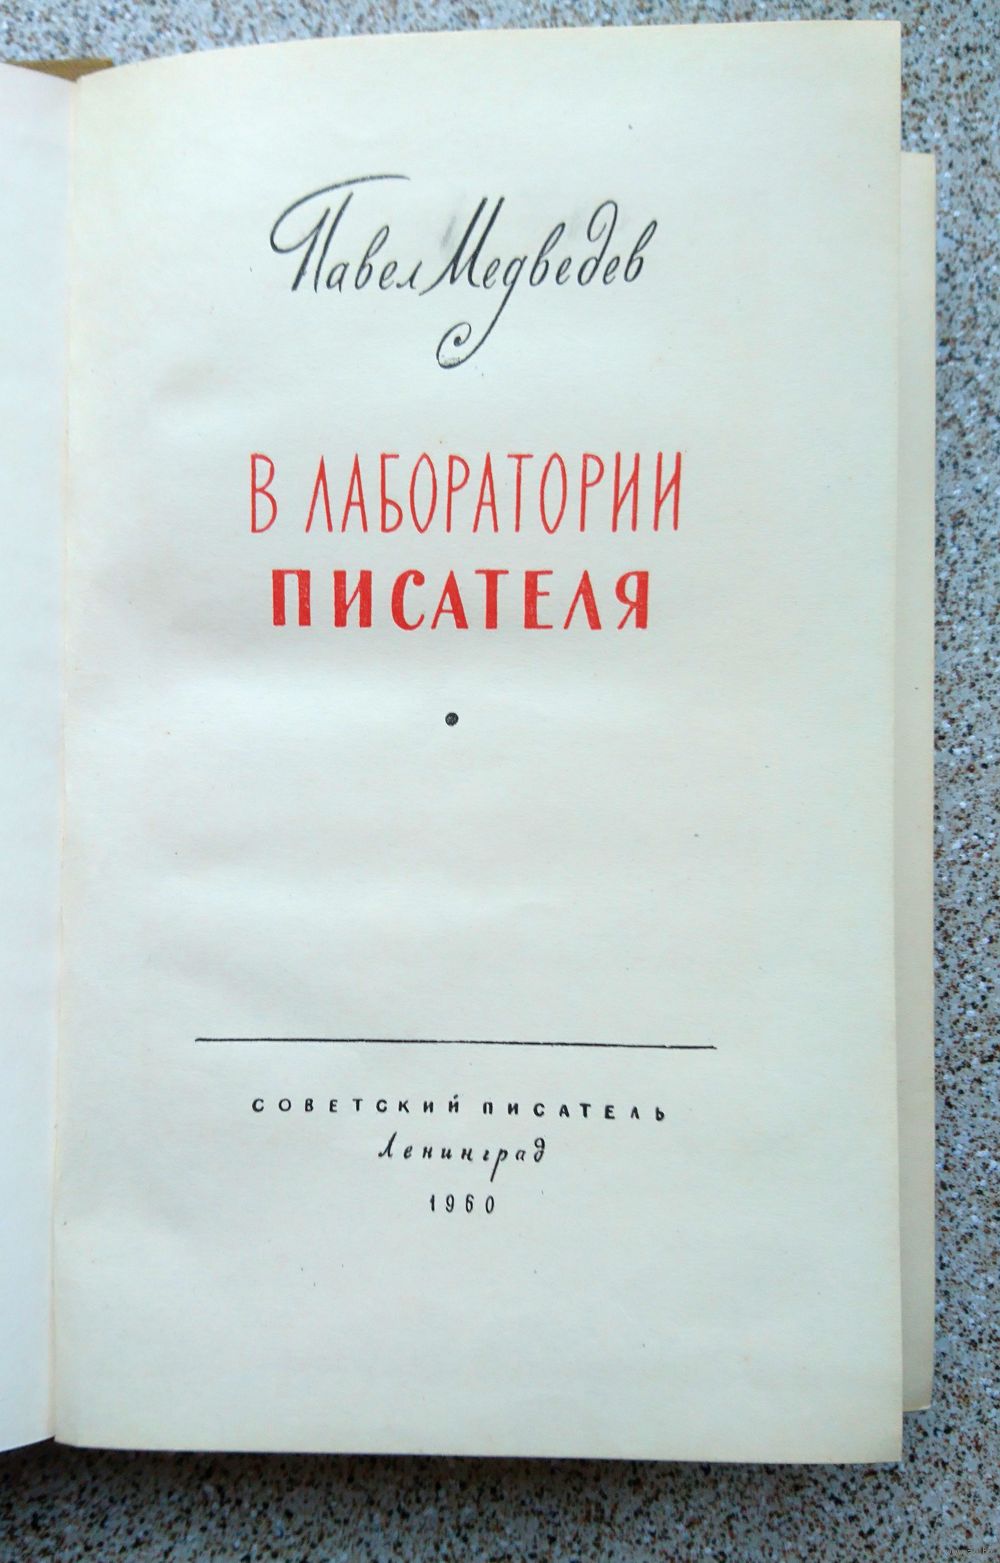 Павел Медведев
В ЛАБОРАТОРИИ
ПИСАТЕЛЯ
СОВЕТСКИЙ ПИСАТЕЛЬ
Ленинград
1960